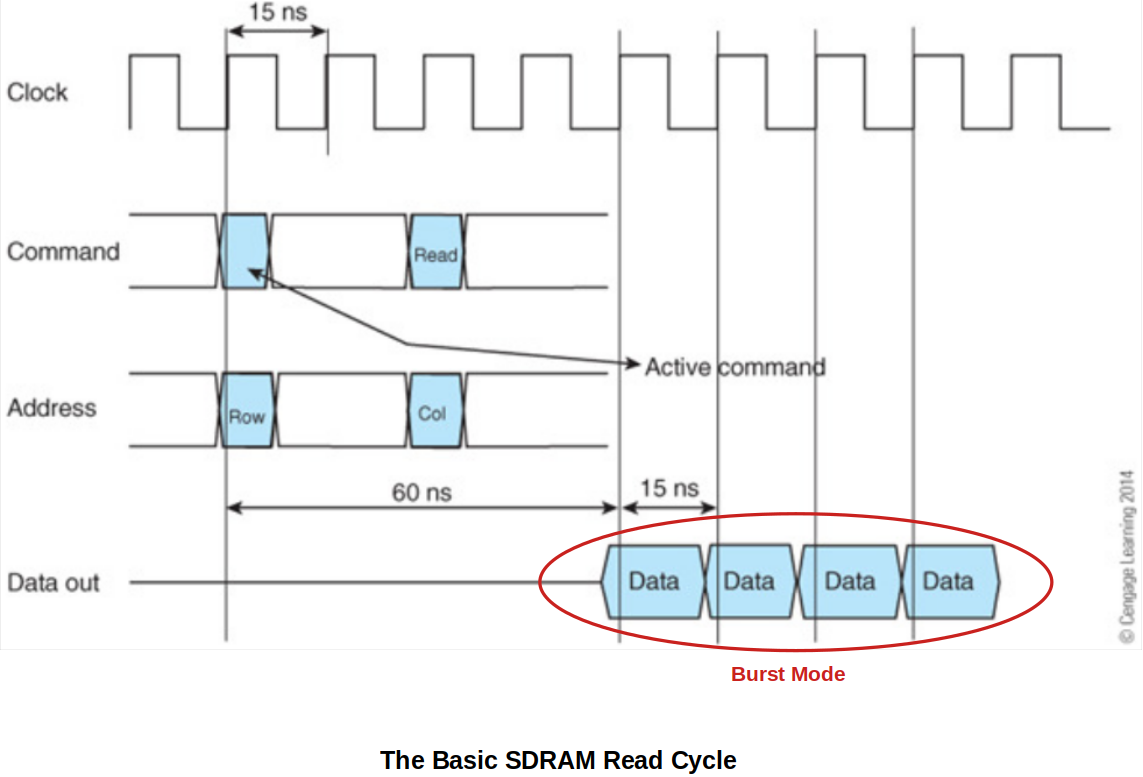 15 ns
Clock
Command
Read
Active command
Address
Row
Col
60 ns
15 ns
Data out
Data
Data
Data
Data
© Cengage Learning 2014
Burst Mode
The Basic SDRAM Read Cycle